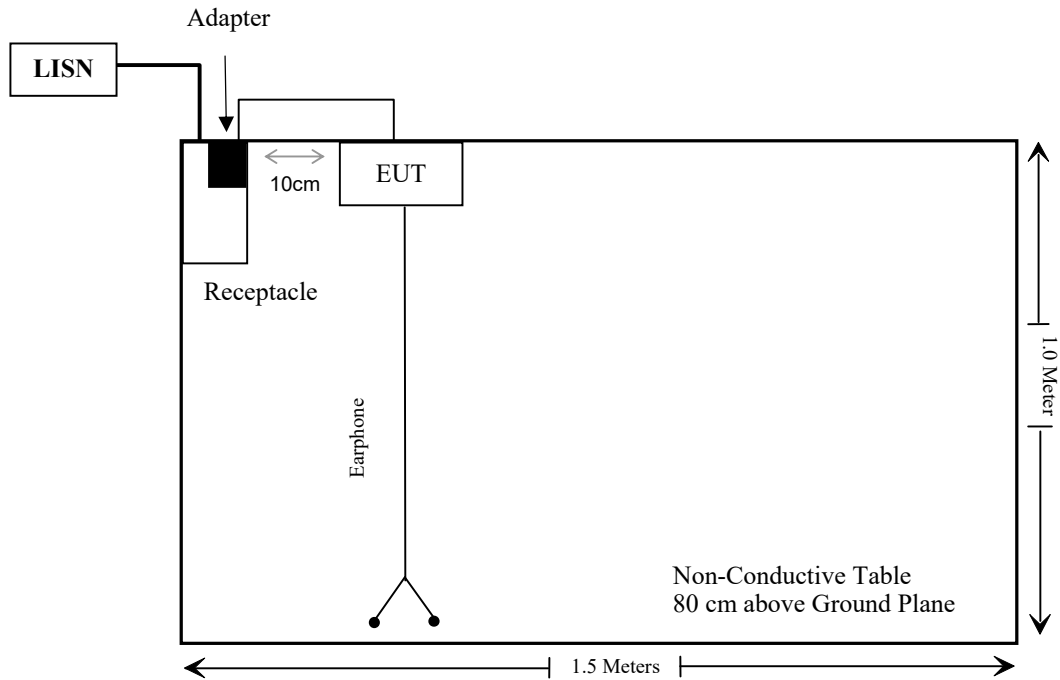 Adapter
LISN
EUT
10cm
Receptacle
Earphone
1.0 Meter
Non-Conductive Table
80 cm above Ground Plane
1.5 Meters